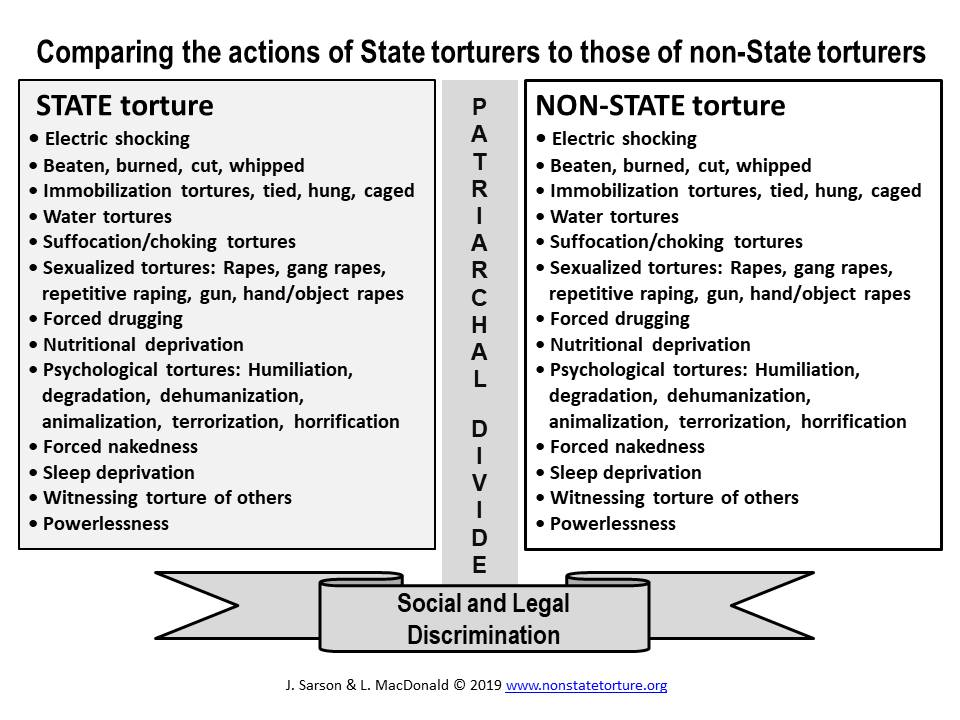 Comparing the actions of State torturers to those of non-State torturers
STATE torture
• Electric shocking
• Beaten, burned, cut, whipped
• Immobilization tortures, tied, hung, caged
• Water tortures
• Suffocation/choking tortures
• Sexualized tortures: Rapes, gang rapes,
repetitive raping, gun, hand/object rapes
• Forced drugging
• Nutritional deprivation
• Psychological tortures: Humiliation,
degradation, dehumanization,
animalization, terrorization, horrification
• Forced nakedness
• Sleep deprivation
• Witnessing torture of others
• Powerlessness
PATRIARCHAL DIVIDE
NON-STATE torture
• Electric shocking
• Beaten, burned, cut, whipped
• Immobilization tortures, tied, hung, caged
• Water tortures
• Suffocation/choking tortures
• Sexualized tortures: Rapes, gang rapes,
repetitive raping, gun, hand/object rapes
• Forced drugging
• Nutritional deprivation
• Psychological tortures: Humiliation,
degradation, dehumanization,
animalization, terrorization, horrification
• Forced nakedness
• Sleep deprivation
• Witnessing torture of others
• Powerlessness
Social and Legal
Discrimination
J. Sarson & L. MacDonald © 2019 www.nonstatetorture.org